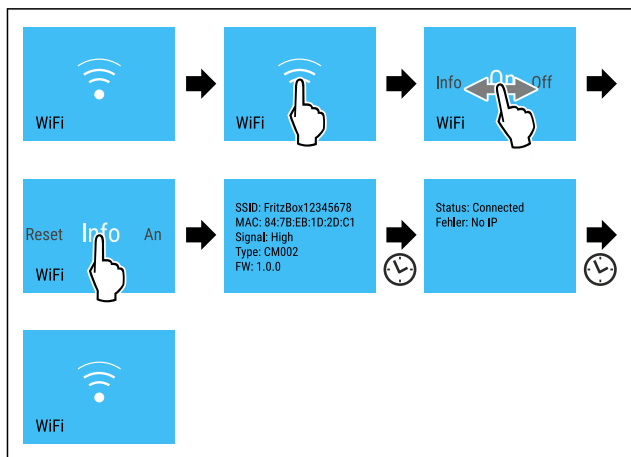 WiFi
WiFi
Info On Off
WiFi
Reset Info An
WiFi
SSID: FritzBox12345678
MAC: 84:7B:EB:1D:2D:C1
Signal: High
Type: CM002
FW: 1.0.0
Status: Connected
Fehler: No IP
WiFi